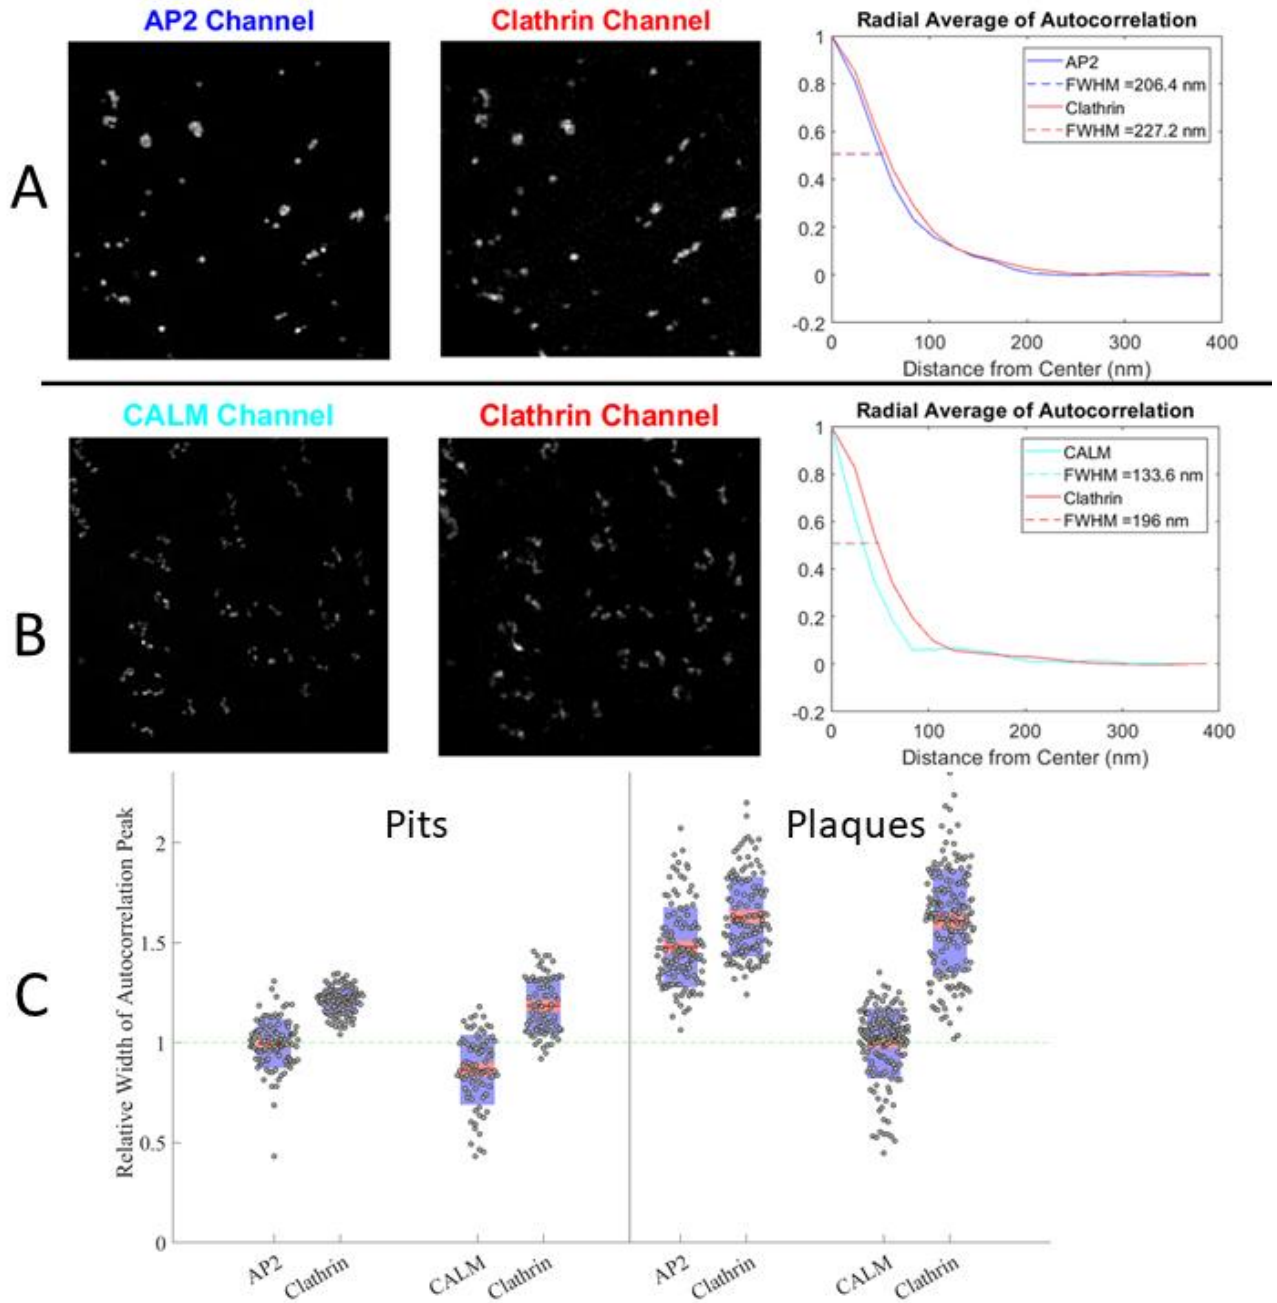 AP2 Channel
Clathrin Channel
Radial Average of Autocorrelation
A
1
0.8
0.6
0.4
0.2
0
-0.2
AP2
FWHM =206.4 nm
Clathrin
FWHM =227.2 nm
0
100
200
300
400
Distance from Center (nm)
CALM Channel
Clathrin Channel
Radial Average of Autocorrelation
B
1
0.8
0.6
0.4
0.2
0
-0.2
CALM
FWHM =133.6 nm
Clathrin
FWHM =196 nm
0
100
200
300
400
Distance from Center (nm)
C
Relative Width of Autocorrelation Peak
2
1.5
1
0.5
0
Pits
Plaques
AP2
Clathrin
CALM
Clathrin
AP2
Clathrin
CALM
Clathrin